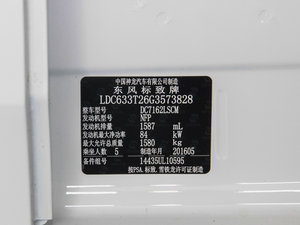 中国神龙汽车有限公司制造
东风标致牌
LDC633T26G3573828
整车型号 DC7162LSCM
发动机型号 NFP
发动机排量 1587 mL
发动机最大净功率 84 kW
最大允许总质量 1580 kg
乘坐人数 5 制造年月 201605
备件组号 14435UL10595
按PSA.标致.雪铁龙许可证制造